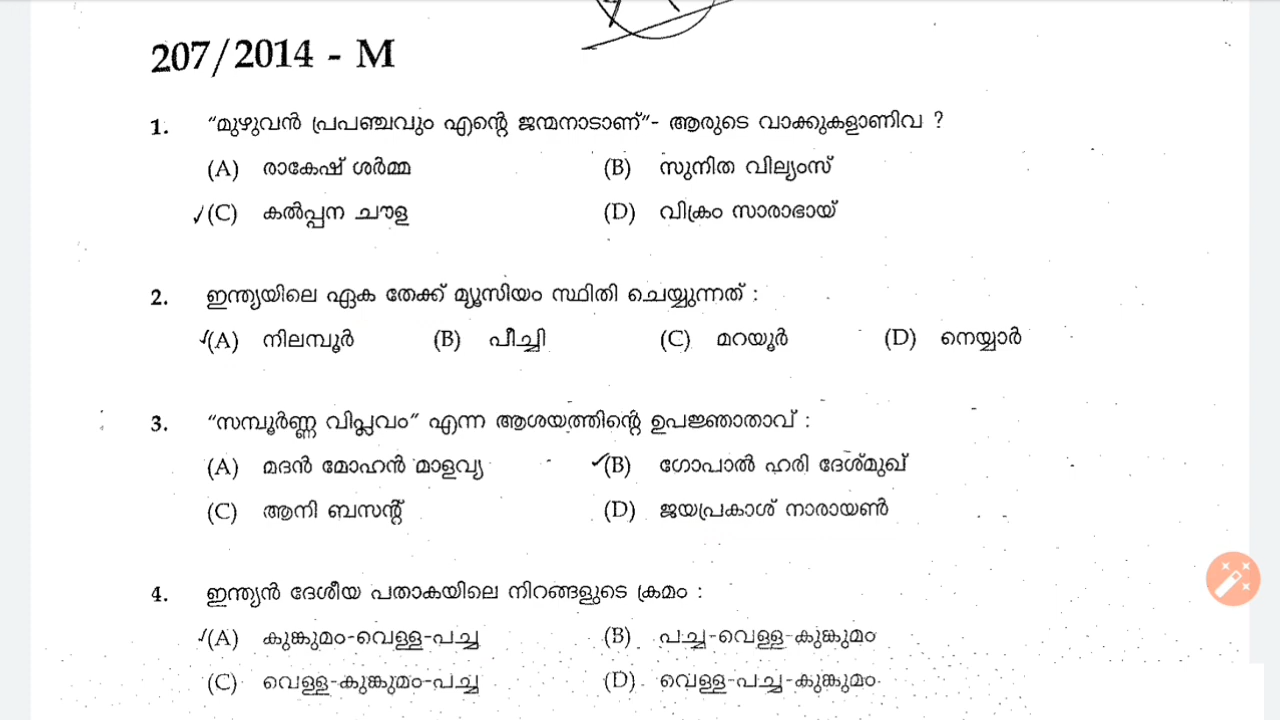 207/2014 - M
1. "മുഴുവൻ പ്രപഞ്ചവും എന്റെ ജന്മനാടാണ്"- ആരുടെ വാക്കുകളാണിവ ?
(A) രാകേഷ് ശർമ്മ (B) സുനിത വില്യംസ്
✓(C) കൽപ്പന ചൗള (D) വിക്രം സാരാഭായ്
2. ഇന്ത്യയിലെ ഏക തേക്ക് മ്യൂസിയം സ്ഥിതി ചെയ്യുന്നത് :
✓(A) നിലമ്പൂർ (B) പീച്ചി (C) മറയൂർ (D) നെയ്യാർ
3. "സമ്പൂർണ്ണ വിപ്ലവം" എന്ന ആശയത്തിന്റെ ഉപജ്ഞാതാവ് :
(A) മദൻ മോഹൻ മാളവ്യ ✓(B) ഗോപാൽ ഹരി ദേശ്മുഖ്
(C) ആനി ബസന്റ് (D) ജയപ്രകാശ് നാരായൺ
4. ഇന്ത്യൻ ദേശീയ പതാകയിലെ നിറങ്ങളുടെ ക്രമം :
✓(A) കുങ്കുമം-വെള്ള-പച്ച (B) പച്ച-വെള്ള-കുങ്കുമം
(C) വെള്ള-കുങ്കുമം-പച്ച (D) വെള്ള-പച്ച-കുങ്കുമം